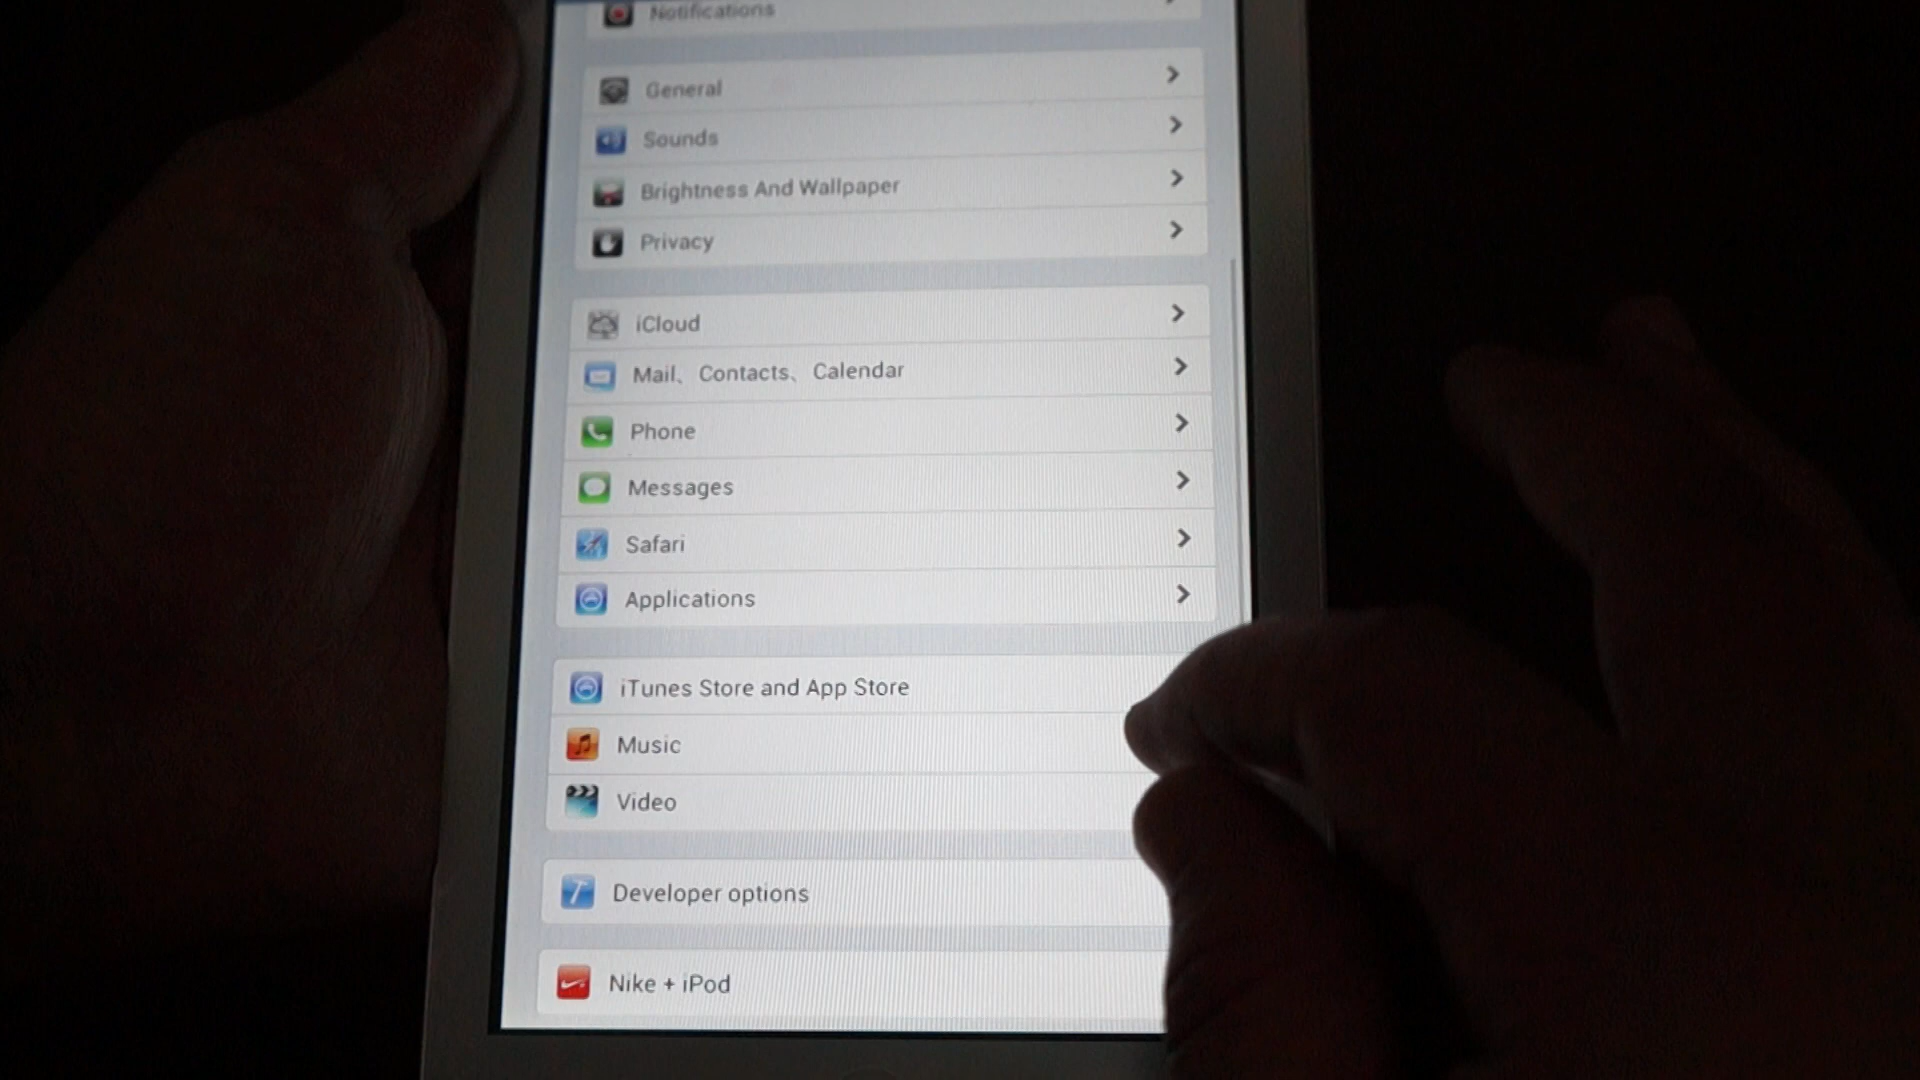 Notifications
General
Sounds
Brightness And Wallpaper
Privacy
iCloud
Mail、Contacts、Calendar
Phone
Messages
Safari
Applications
iTunes Store and App Store
Music
Video
Developer options
Nike + iPod